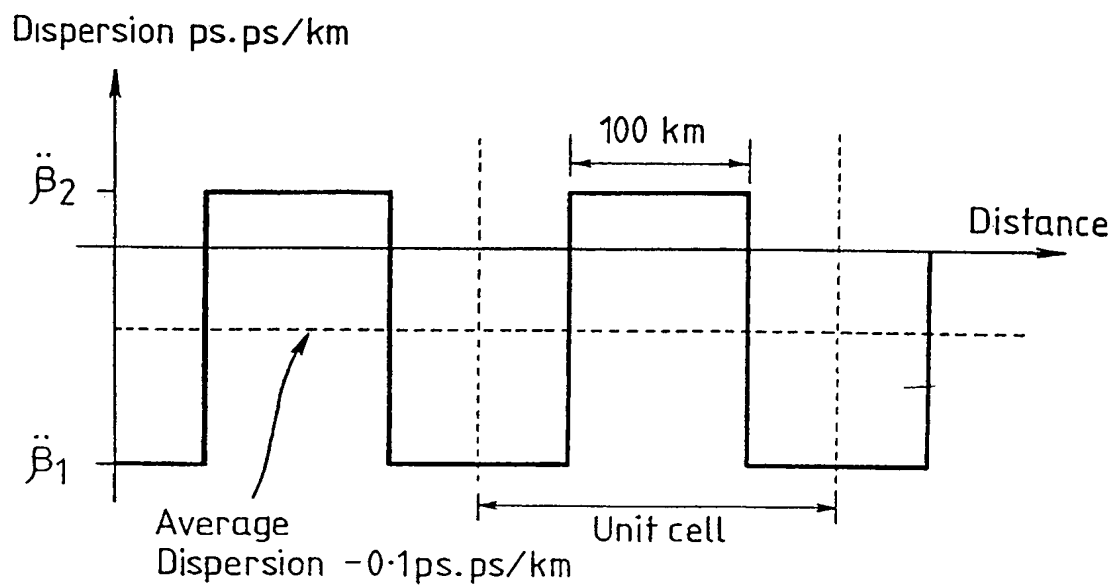 Dispersion ps.ps/km
100 km
β̈2
Distance
β̈1
Average
Dispersion -0·1ps.ps/km
Unit cell